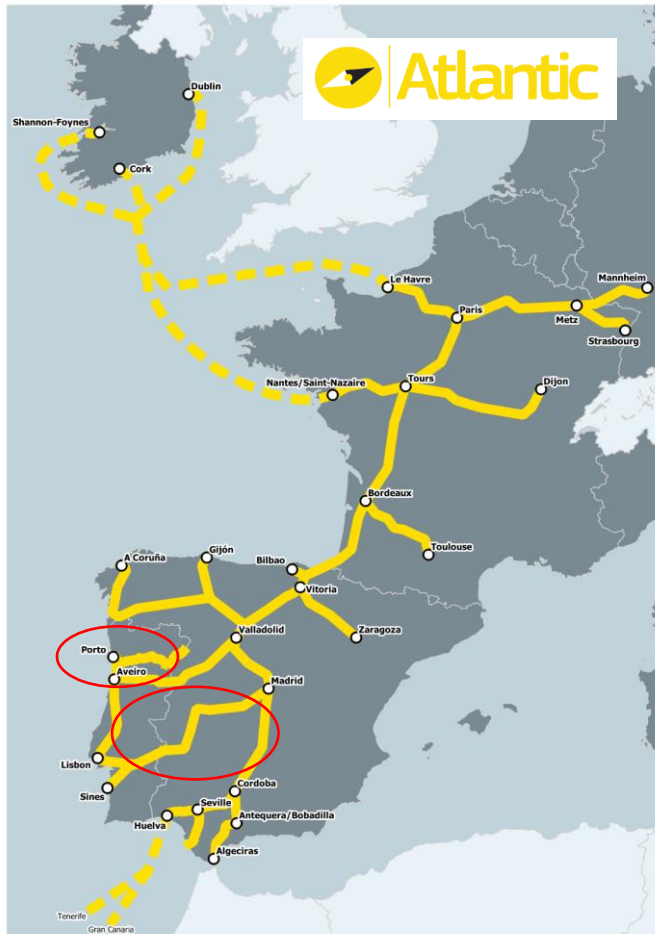 Atlantic
Dublin
Shannon-Foynes
Cork
Le Havre
Mannheim
Paris
Metz
Strasbourg
Nantes/Saint-Nazaire
Tours
Dijon
Bordeaux
Toulouse
A Coruña
Gijón
Bilbao
Vitoria
Valladolid
Zaragoza
Porto
Aveiro
Madrid
Lisbon
Sines
Cordoba
Seville
Huelva
Antequera/Bobadilla
Algeciras
Tenerife
Gran Canaria